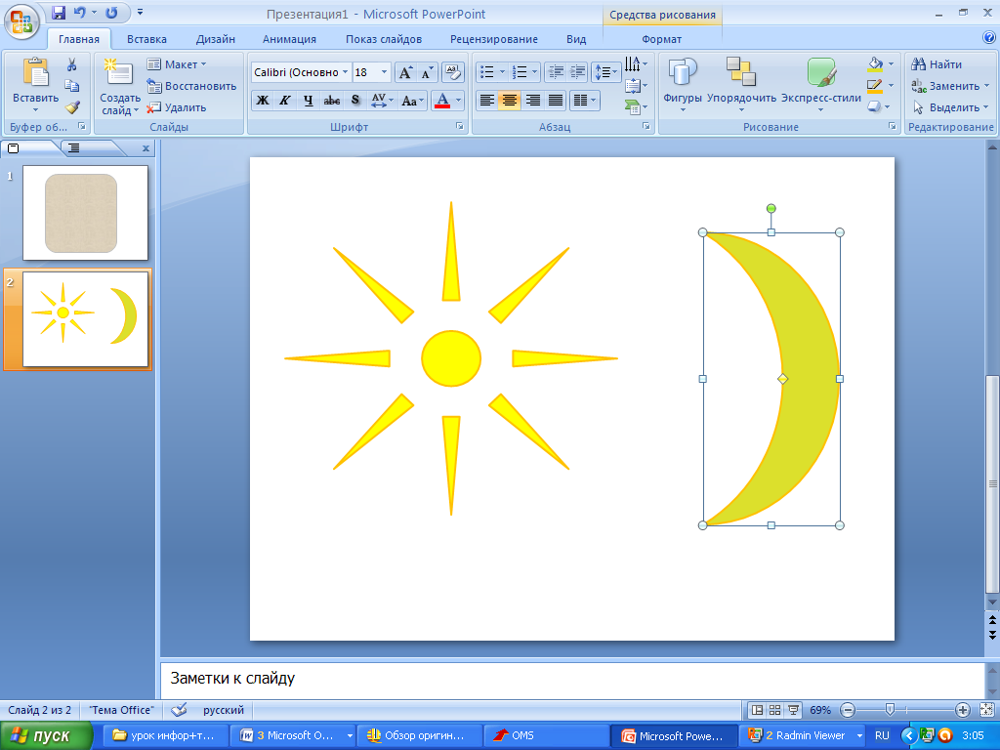 Презентация1 - Microsoft PowerPoint
Средства рисования
Главная Вставка Дизайн Анимация Показ слайдов Рецензирование Вид Формат
Вставить
Буфер об...
Создать слайд
Макет
Восстановить
Удалить
Слайды
Calibri (Основно 18
Ж К Ч abc S AV Aa А
Шрифт
Абзац
Фигуры Упорядочить Экспресс-стили
Рисование
Найти
Заменить
Выделить
Редактирование
1
2
Заметки к слайду
Слайд 2 из 2 "Тема Office" русский 69%
пуск урок инфор+т... 3 Microsoft O... Обзор оригин... OMS Microsoft Powe... 2 Radmin Viewer RU 3:05